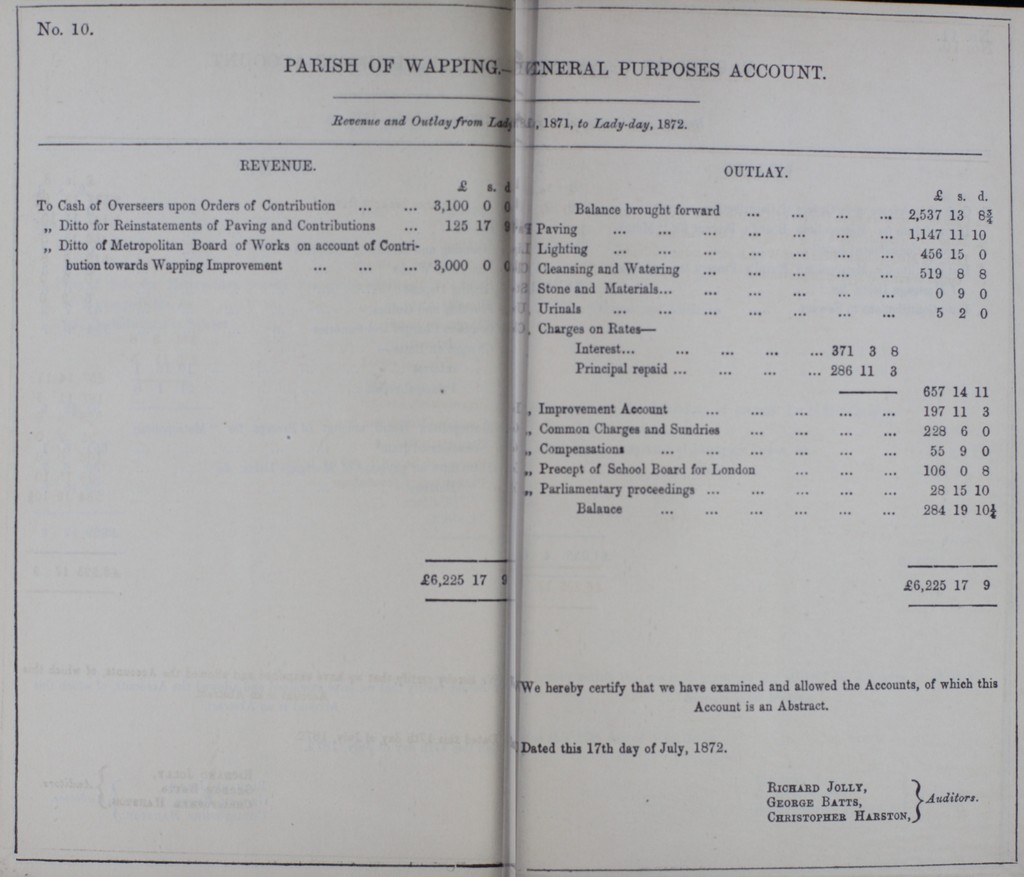 No. 10.
PARISH OF WAPPING.— GENERAL PURPOSES ACCOUNT.
Revenue and Outlay from 1871, to Lady-day, 1872.
REVENUE.
£ s. d
To Cash of Overseers upon Orders of Contribution ... ... 3,100 0 0
„ Ditto for Reinstatements of Paving and Contributions ... 125 17 9
„ Ditto of Metropolitan Board of Works on account of Contri-
bution towards Wapping Improvement ... ... ... 3,000 0 0
£6,225 17 9
OUTLAY.
£ s. d.
Balance brought forward ... ... ... ... 2,537 13 8¾
Paving ... ... ... ... ... ... ... 1,147 11 10
Lighting ... ... ... ... ... ... ... 456 15 0
Cleansing and Watering ... ... ... ... ... 519 8 8
Stone and Materials... ... ... ... ... ... 0 9 0
Urinals ... ... ... ... ... ... ... 5 2 0
Charges on Rates—
Interest... ... ... ... ... 371 3 8
Principal repaid ... ... ... ... 286 11 3
657 14 11
„ Improvement Account ... ... ... ... ... 197 11 3
„ Common Charges and Sundries ... ... ... ... 228 6 0
„ Compensations ... ... ... ... ... ... 55 9 0
„ Precept of School Board for London ... ... ... 106 0 8
„ Parliamentary proceedings ... ... ... ... ... 28 15 10
Balance ... ... ... ... ... ... 284 19 10¼
£6,225 17 9
We hereby certify that we have examined and allowed the Accounts, of which this
Account is an Abstract.
Dated this 17th day of July, 1872.
RICHARD JOLLY,
GEORGE BATTS, } Auditors.
CHRISTOPHER HARSTON,